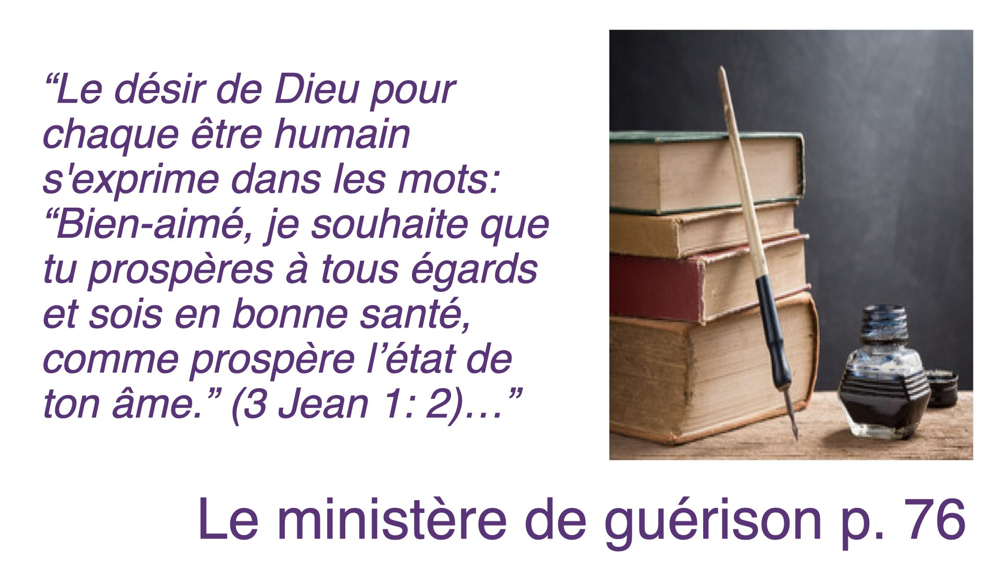 “Le désir de Dieu pour
chaque être humain
s'exprime dans les mots:
“Bien-aimé, je souhaite que
tu prospères à tous égards
et sois en bonne santé,
comme prospère l’état de
ton âme.” (3 Jean 1: 2)…”
Le ministère de guérison p. 76